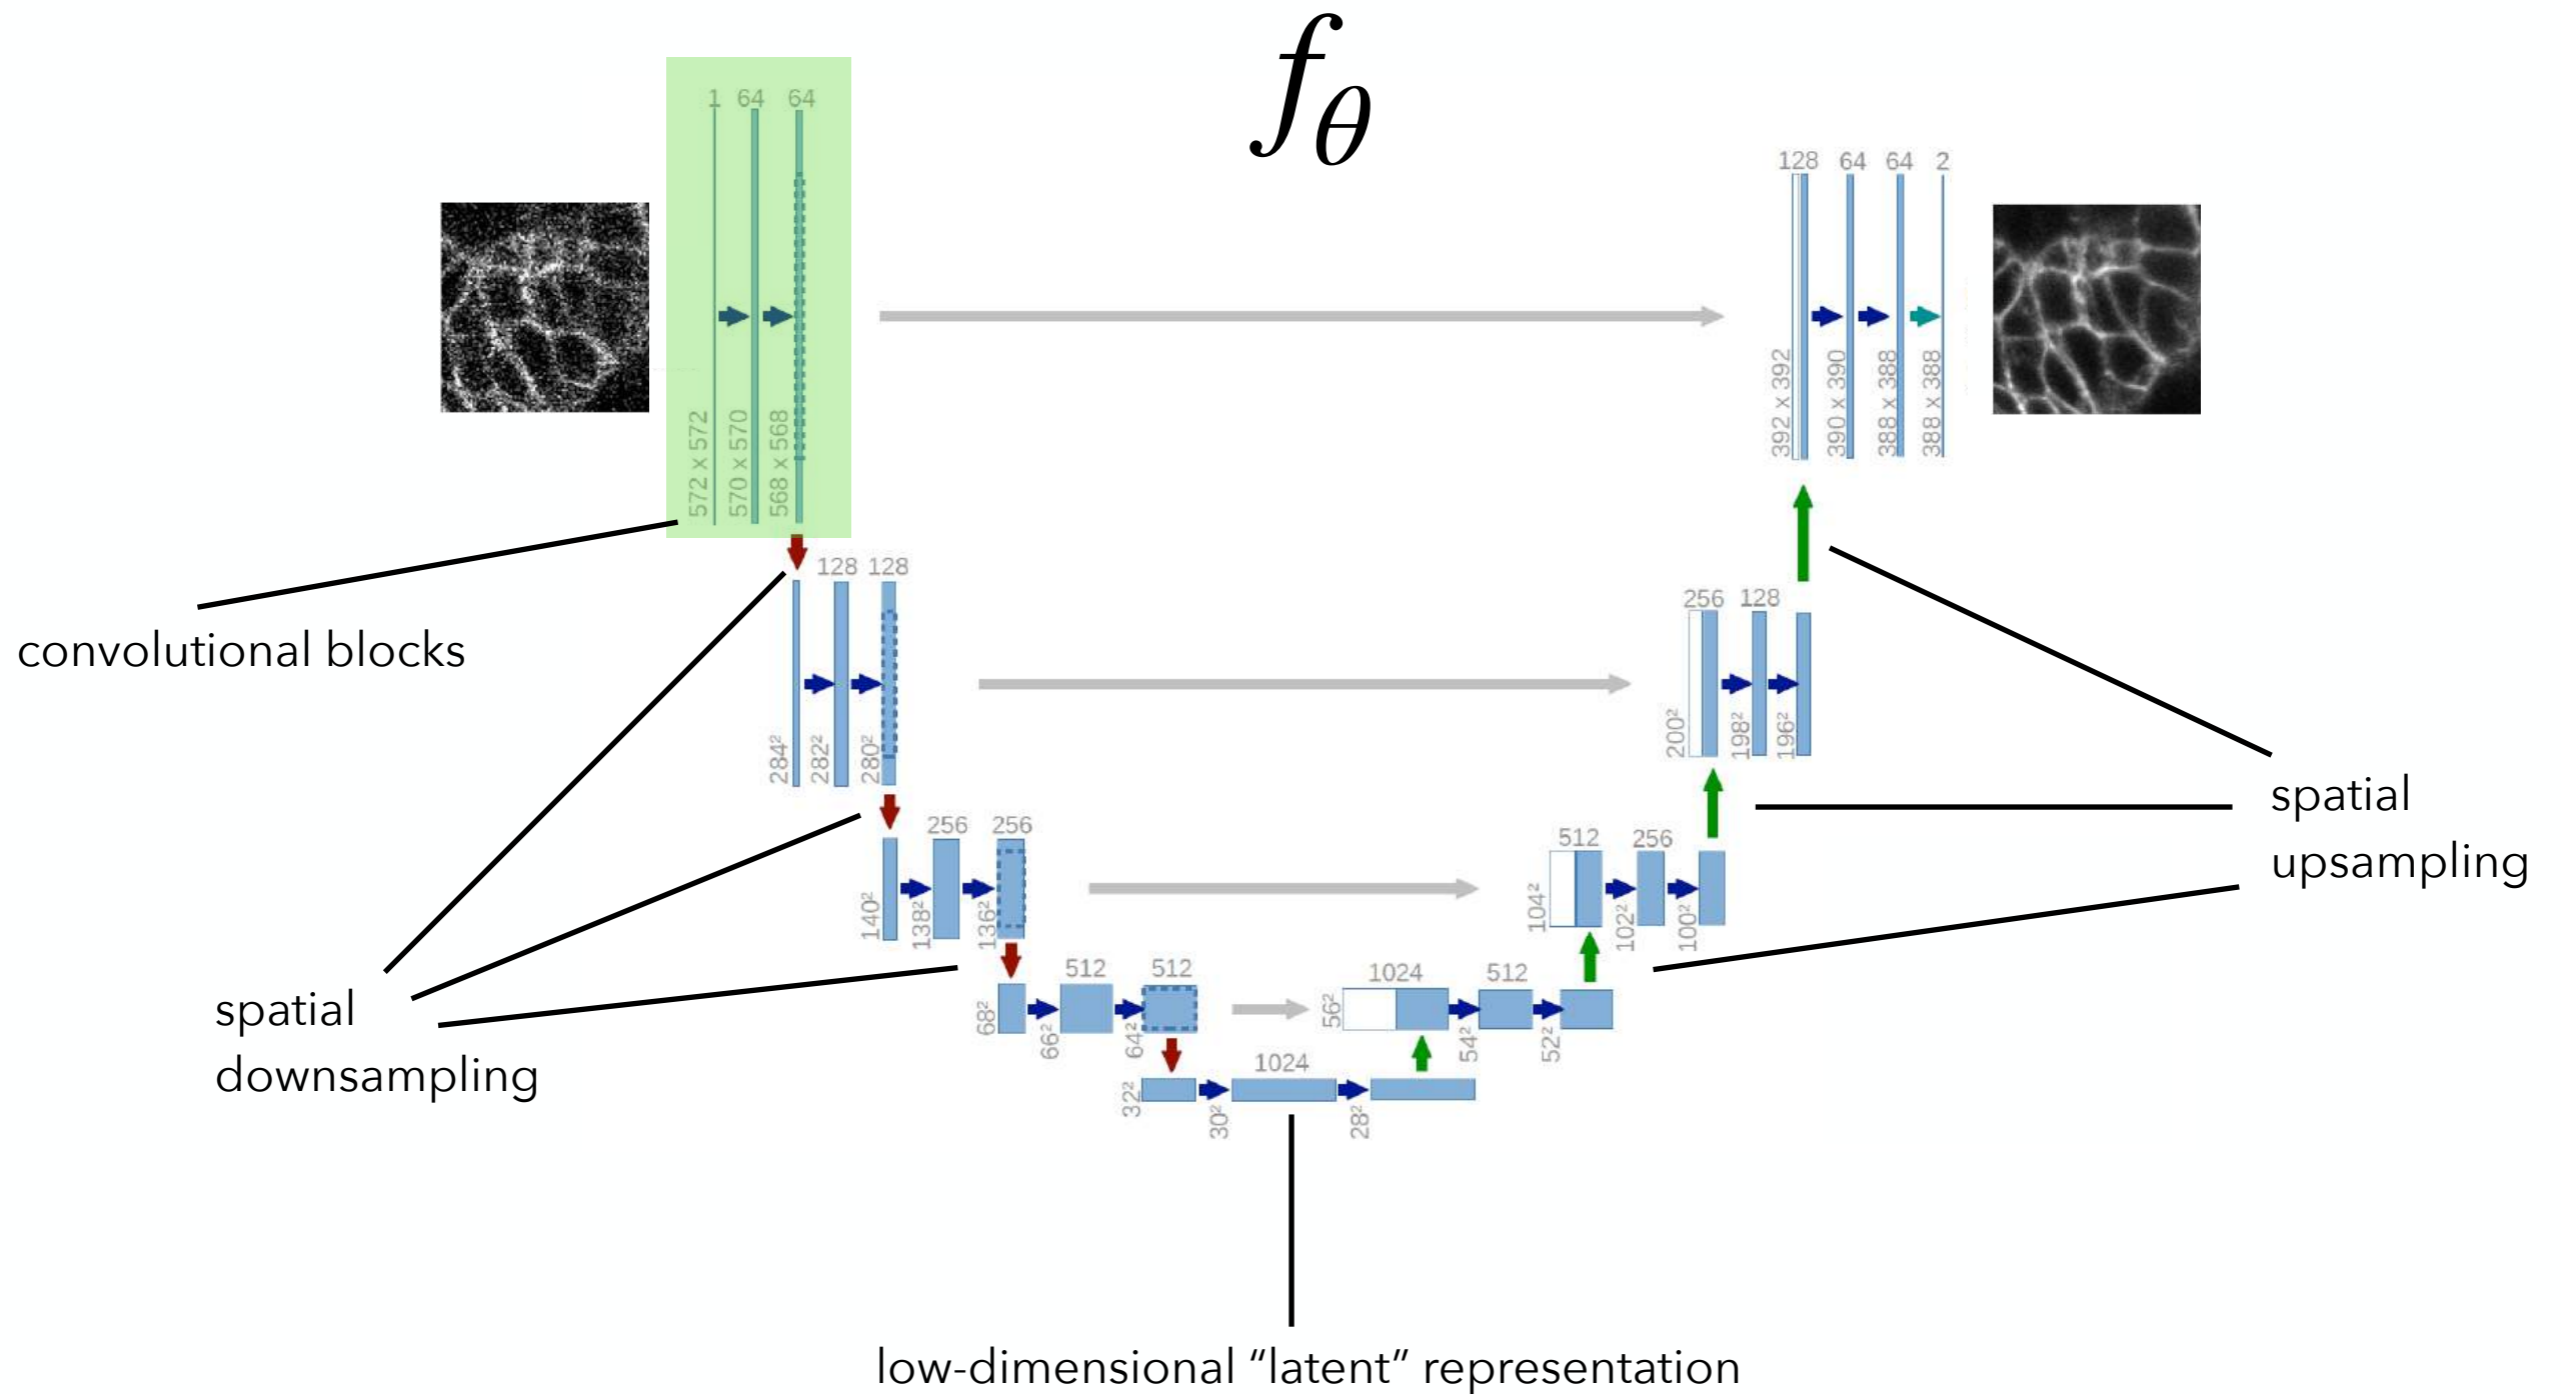 f_θ
1 64 64
572 x 572
570 x 570
568 x 568
128 64 64 2
392 x 392
390 x 390
388 x 388
388 x 388
convolutional blocks
128 128
284²
282²
280²
256 128
200²
198²
196²
spatial
upsampling
256 256
140²
138²
136²
512 256
104²
102²
100²
spatial
downsampling
512 512
68²
66²
64²
1024 512
56²
54²
52²
1024
32²
30²
28²
low-dimensional “latent” representation